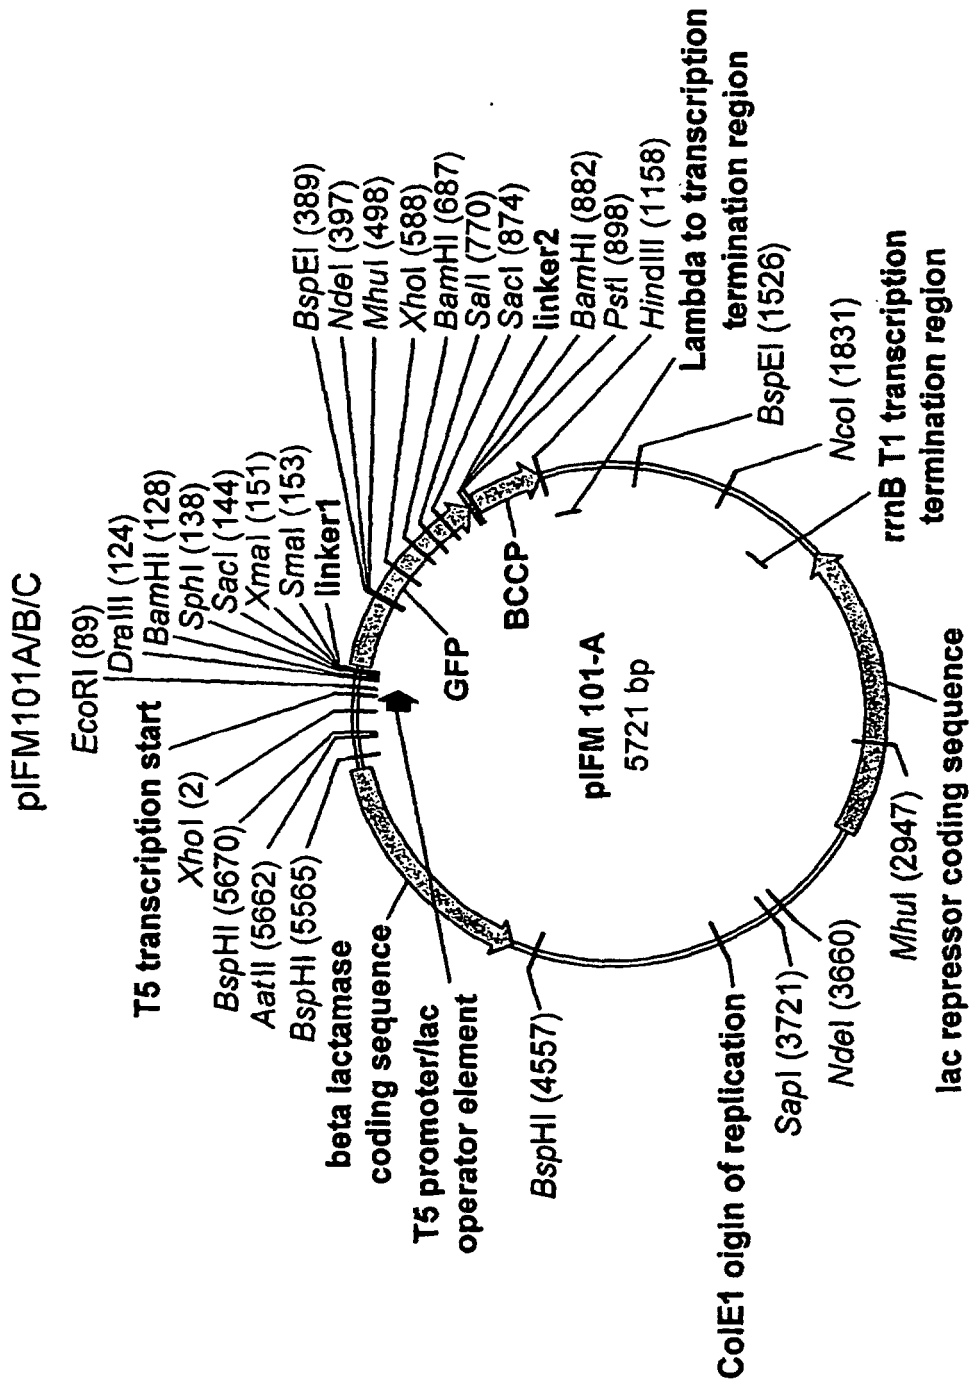 pIFM101A/B/C
EcoRI (89)
DraIII (124)
BamHI (128)
SphI (138)
SacI (144)
XmaI (151)
SmaI (153)
linker1
T5 transcription start
XhoI (2)
BspHI (5670)
AatII (5662)
BspHI (5565)
beta lactamase
coding sequence
T5 promoter/lac
operator element
BspHI (4557)
ColE1 oigin of replication
SapI (3721)
NdeI (3660)
MhuI (2947)
lac repressor coding sequence
BspEI (389)
NdeI (397)
MhuI (498)
XhoI (588)
BamHI (687)
SalI (770)
SacI (874)
linker2
BamHI (882)
PstI (898)
HindIII (1158)
Lambda to transcription
termination region
BspEI (1526)
NcoI (1831)
rrnB T1 transcription
termination region
GFP
BCCP
pIFM 101-A
5721 bp